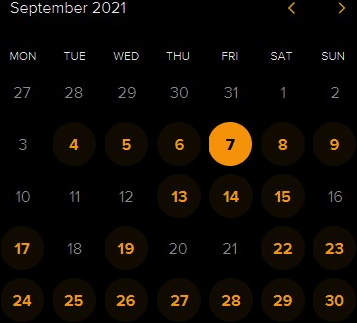 September 2021
MON TUE WED THU FRI SAT SUN
27 28 29 30 31 1 2
3 4 5 6 7 8 9
10 11 12 13 14 15 16
17 18 19 20 21 22 23
24 25 26 27 28 29 30